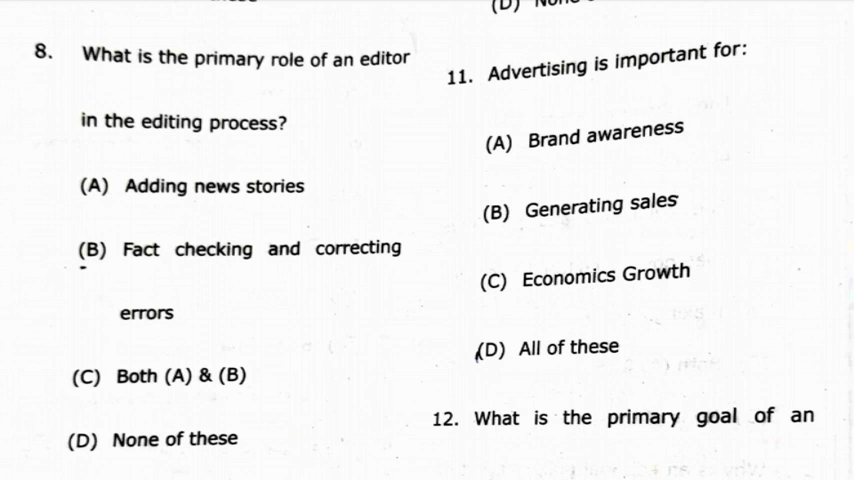 8. What is the primary role of an editor
in the editing process?
(A) Adding news stories
(B) Fact checking and correcting
errors
(C) Both (A) & (B)
(D) None of these
(D)
11. Advertising is important for:
(A) Brand awareness
(B) Generating sales
(C) Economics Growth
(D) All of these
12. What is the primary goal of an